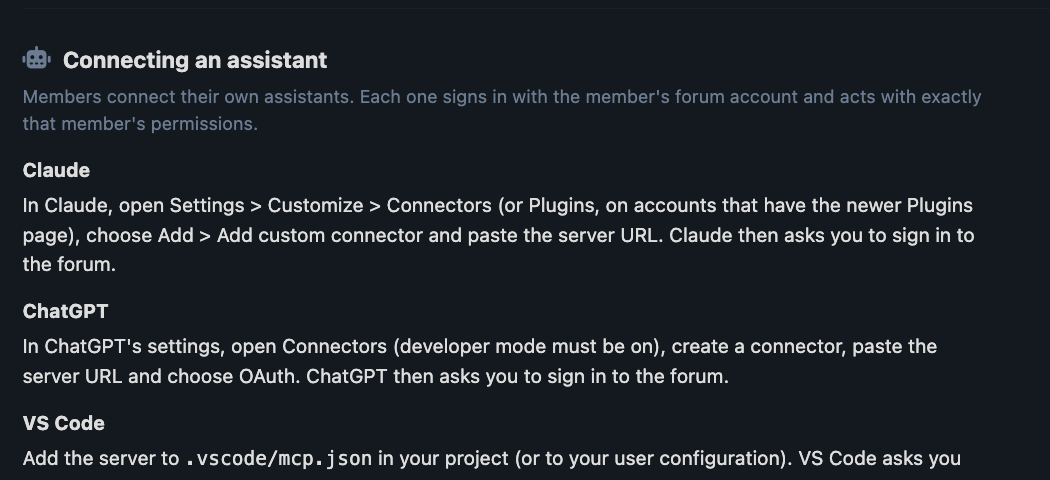 Connecting an assistant
Members connect their own assistants. Each one signs in with the member's forum account and acts with exactly
that member's permissions.
Claude
In Claude, open Settings > Customize > Connectors (or Plugins, on accounts that have the newer Plugins
page), choose Add > Add custom connector and paste the server URL. Claude then asks you to sign in to
the forum.
ChatGPT
In ChatGPT's settings, open Connectors (developer mode must be on), create a connector, paste the
server URL and choose OAuth. ChatGPT then asks you to sign in to the forum.
VS Code
Add the server to .vscode/mcp.json in your project (or to your user configuration). VS Code asks you